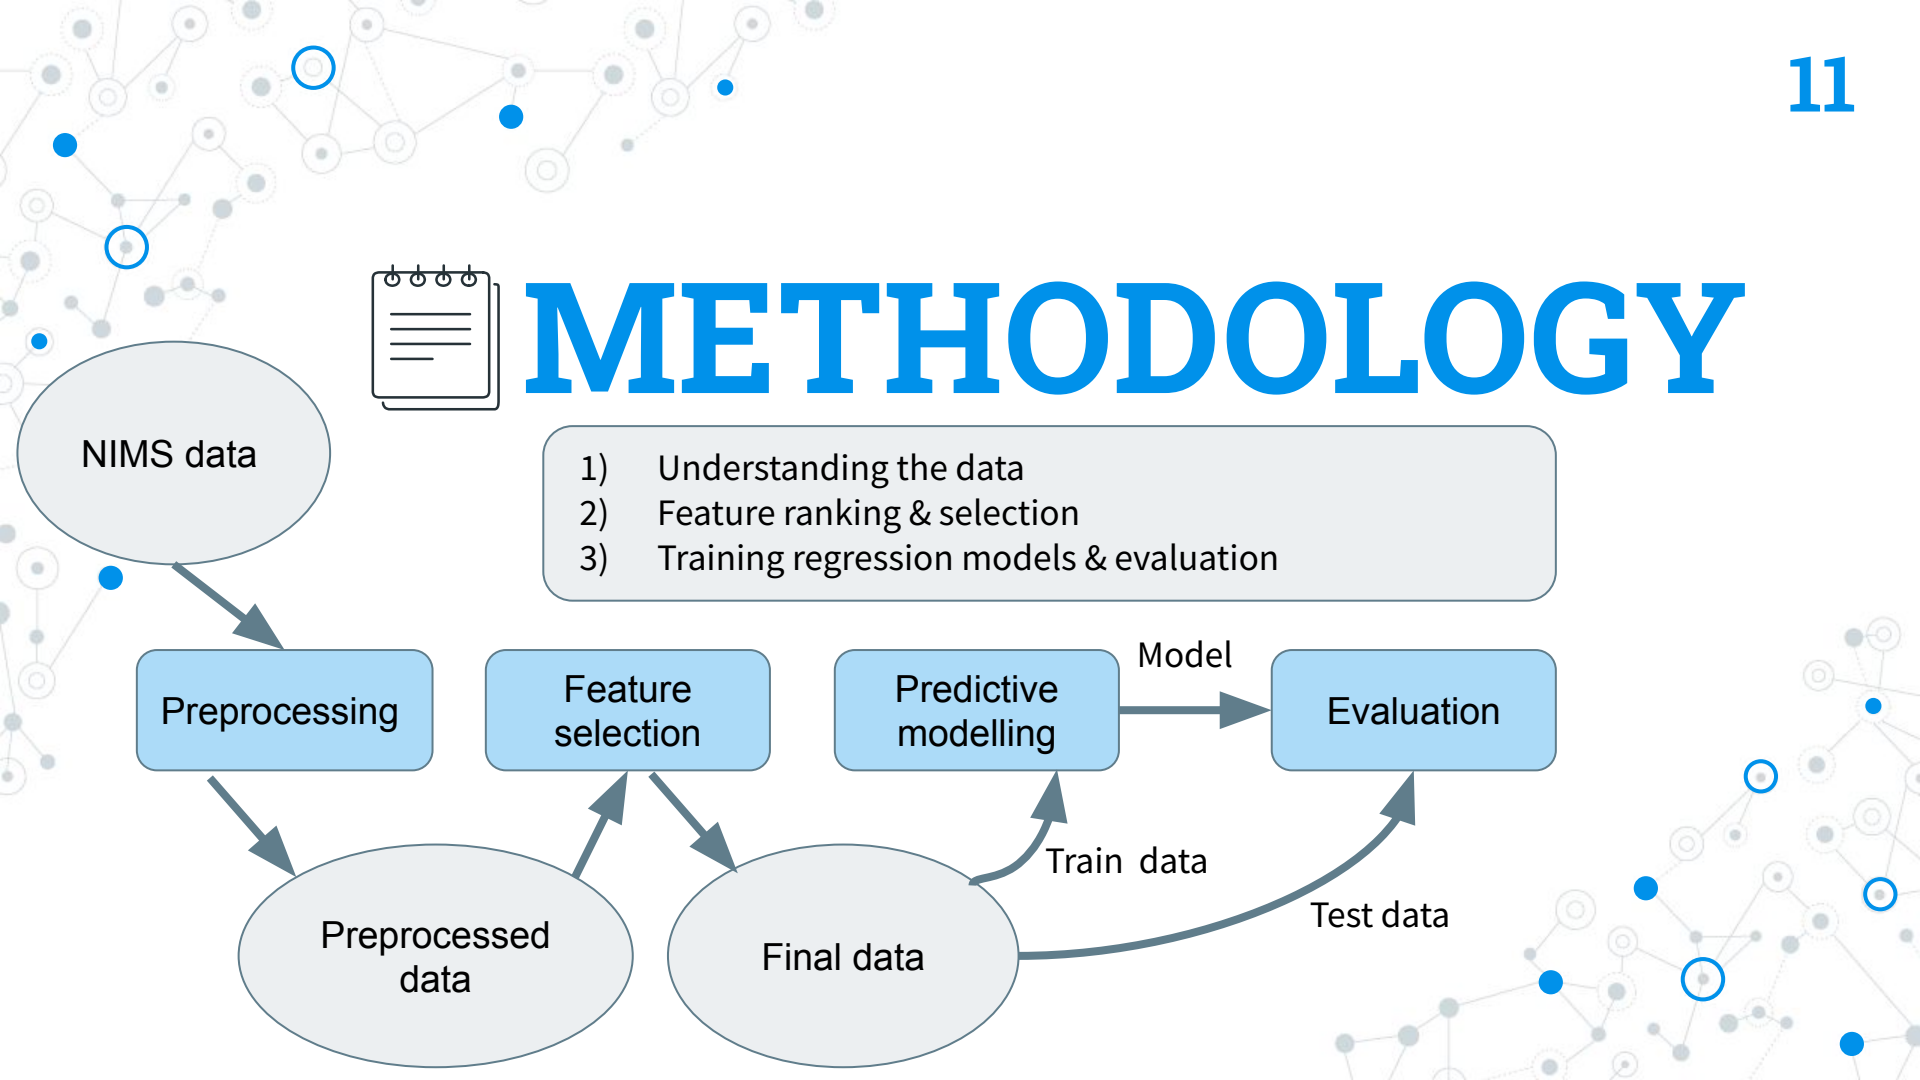 11
METHODOLOGY
NIMS data
1) Understanding the data
2) Feature ranking & selection
3) Training regression models & evaluation
Preprocessing
Feature
selection
Predictive
modelling
Model
Evaluation
Train data
Test data
Preprocessed
data
Final data